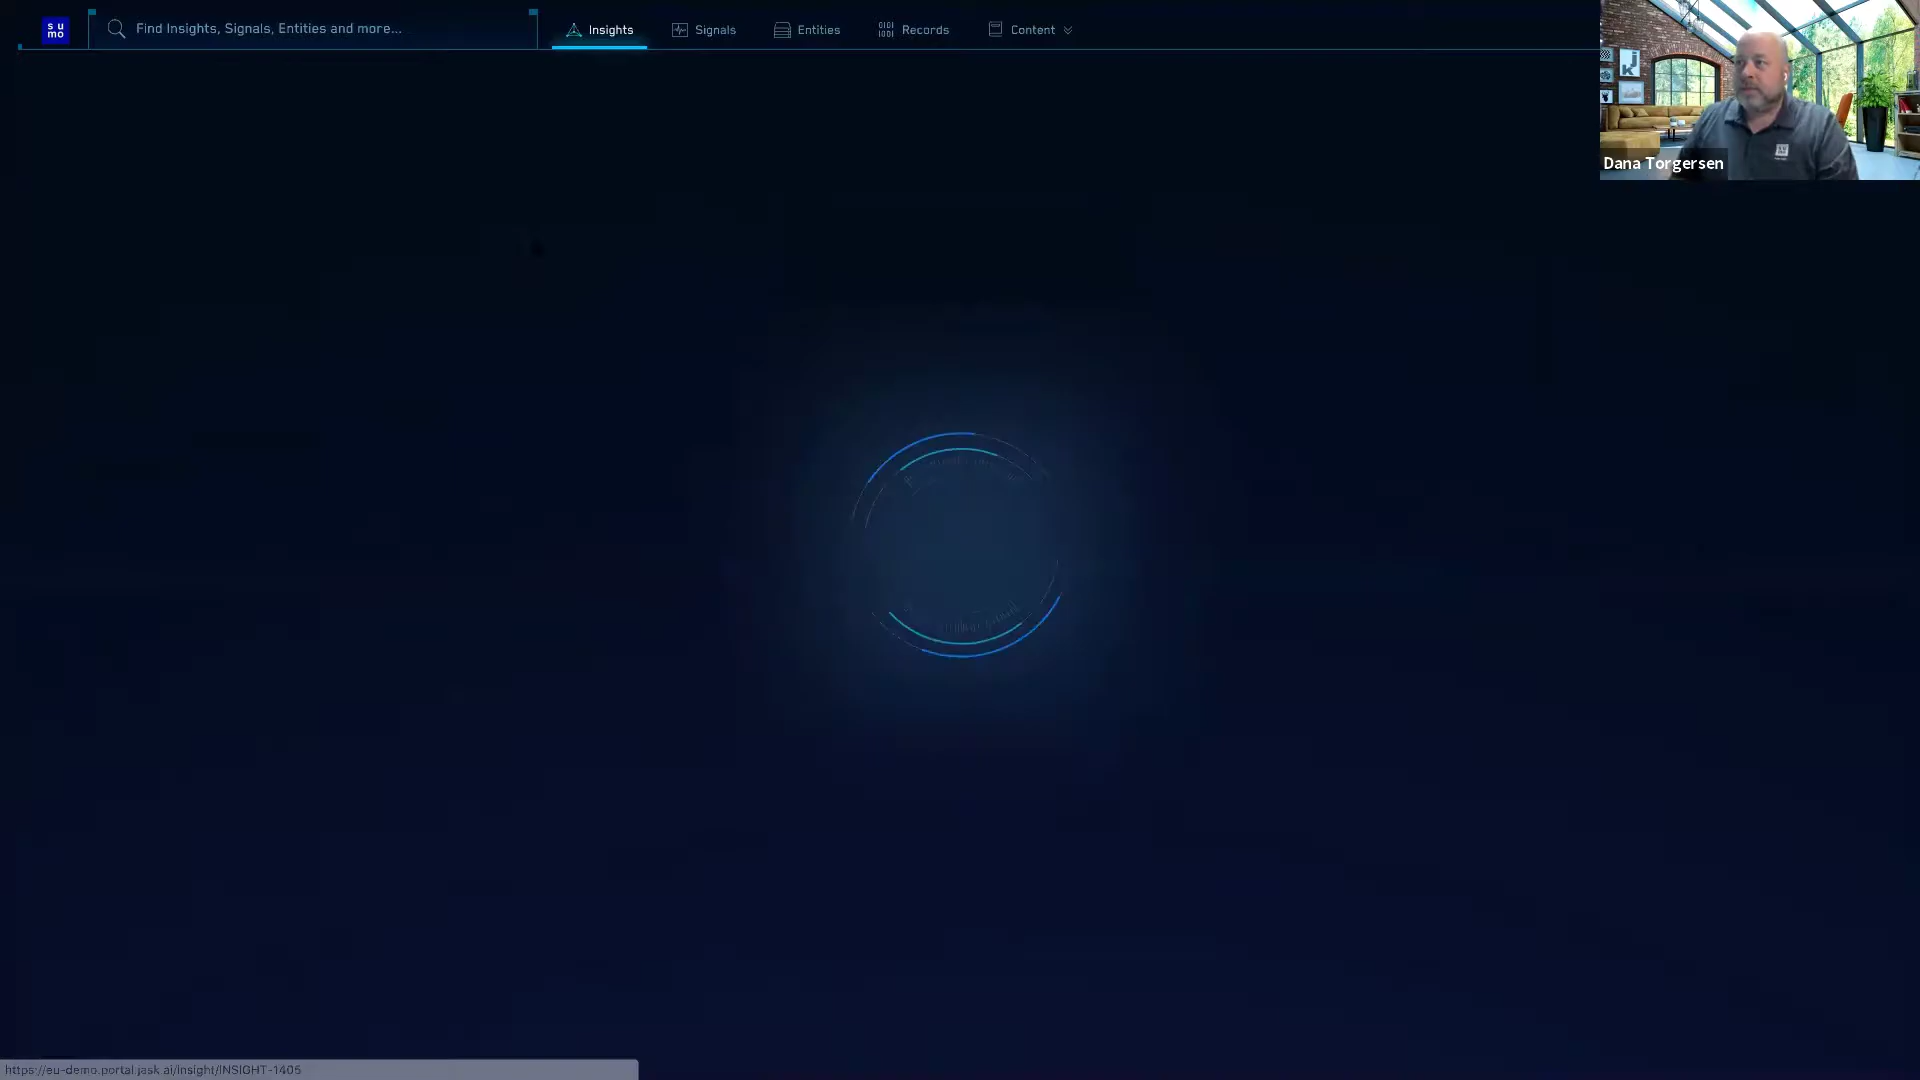 su
mo
Find Insights, Signals, Entities and more...
Insights
Signals
Entities
Records
Content
jk
Dana Torgersen
https://eu-demo.portal.jask.ai/insight/INSIGHT-1405